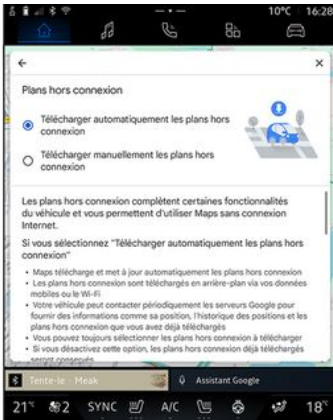 10°C 16:28
Plans hors connexion
Télécharger automatiquement les plans hors
connexion
Télécharger manuellement les plans hors
connexion
Les plans hors connexion complètent certaines fonctionnalités
du véhicule et vous permettent d'utiliser Maps sans connexion
Internet.
Si vous sélectionnez "Télécharger automatiquement les plans hors
connexion"
• Maps télécharge et met à jour automatiquement les plans hors connexion
• Les plans hors connexion sont téléchargés en arrière-plan via vos données
mobiles ou le Wi-Fi
• Votre véhicule peut contacter périodiquement les serveurs Google pour
fournir des informations comme sa position, l'historique des positions et les
plans hors connexion que vous avez déjà téléchargés
• Vous pouvez toujours sélectionner les plans hors connexion à télécharger
• Si vous désactivez cette option, les plans hors connexion déjà téléchargés
seront conservés
Tente-le · Meak
Assistant Google
21° 2 SYNC A/C 18°